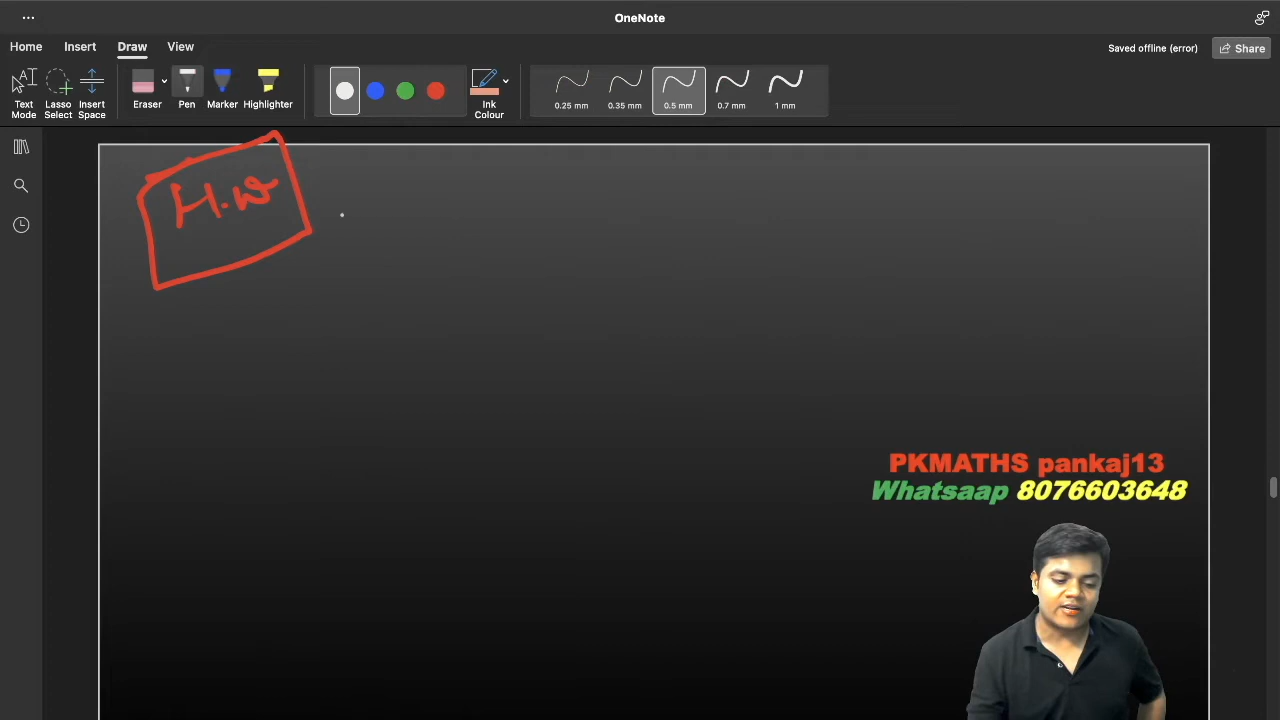 ...
OneNote
Home Insert Draw View
Saved offline (error) Share
Text Mode
Lasso Select
Insert Space
Eraser
Pen
Marker
Highlighter
Ink Colour
0.25 mm 0.35 mm 0.5 mm 0.7 mm 1 mm
H.W
PKMATHS pankaj13
Whatsaap 8076603648